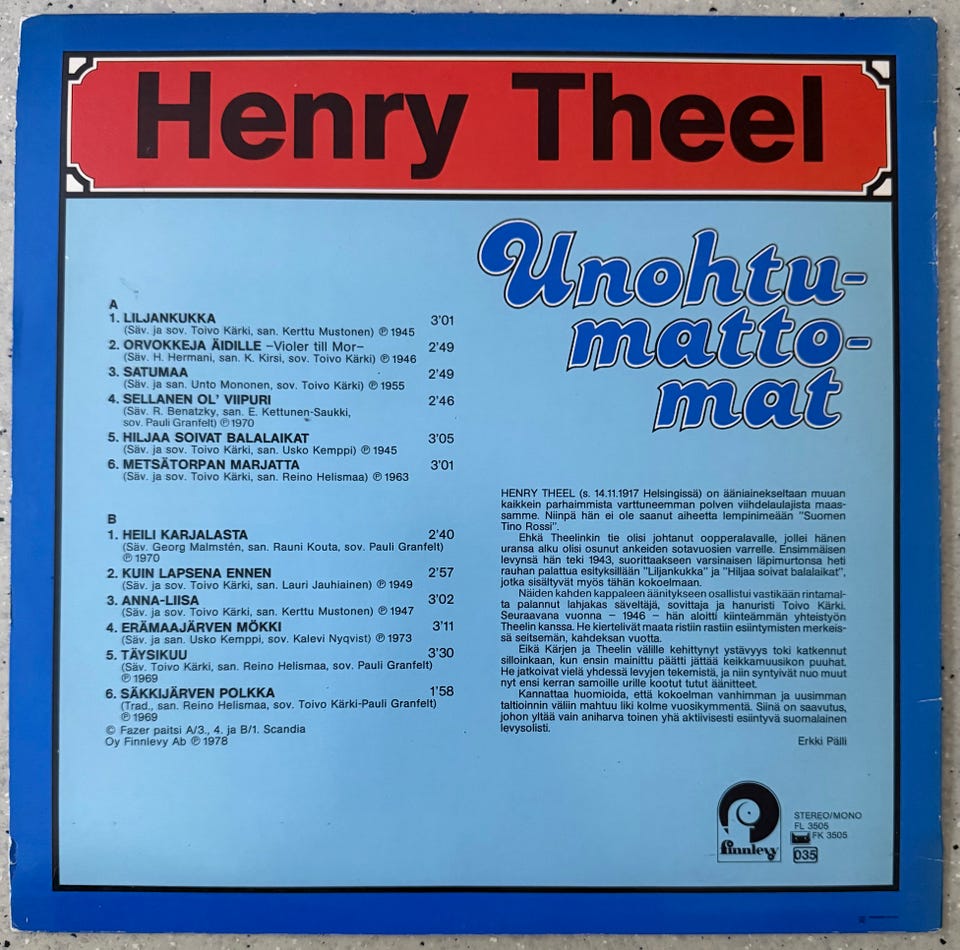 Henry Theel
Unohtu-
matto-
mat
A
1. LILJANKUKKA 3'01
(Säv. ja sov. Toivo Kärki, san. Kerttu Mustonen) ℗ 1945
2. ORVOKKEJA ÄIDILLE –Violer till Mor– 2'49
(Säv. H. Hermani, san. K. Kirsi, sov. Toivo Kärki) ℗ 1946
3. SATUMAA 2'49
(Säv. ja san. Unto Mononen, sov. Toivo Kärki) ℗ 1955
4. SELLANEN OL' VIIPURI 2'46
(Säv. R. Benatzky, san. E. Kettunen-Saukki,
sov. Pauli Granfelt) ℗ 1970
5. HILJAA SOIVAT BALALAIKAT 3'05
(Säv. ja sov. Toivo Kärki, san. Usko Kemppi) ℗ 1945
6. METSÄTORPAN MARJATTA 3'01
(Säv. ja sov. Toivo Kärki, san. Reino Helismaa) ℗ 1963
B
1. HEILI KARJALASTA 2'40
(Säv. Georg Malmstén, san. Rauni Kouta, sov. Pauli Granfelt)
℗ 1970
2. KUIN LAPSENA ENNEN 2'57
(Säv. ja sov. Toivo Kärki, san. Lauri Jauhiainen) ℗ 1949
3. ANNA-LIISA 3'02
(Säv. ja sov. Toivo Kärki, san. Kerttu Mustonen) ℗ 1947
4. ERÄMAAJÄRVEN MÖKKI 3'11
(Säv. ja san. Usko Kemppi, sov. Kalevi Nyqvist) ℗ 1973
5. TÄYSIKUU 3'30
(Säv. Toivo Kärki, san. Reino Helismaa, sov. Pauli Granfelt)
℗ 1969
6. SÄKKIJÄRVEN POLKKA 1'58
(Trad., san. Reino Helismaa, sov. Toivo Kärki-Pauli Granfelt)
℗ 1969
© Fazer paitsi A/3., 4. ja B/1. Scandia
Oy Finnlevy Ab ℗ 1978
HENRY THEEL (s. 14.11.1917 Helsingissä) on ääniainekseltaan muuan
kaikkein parhaimmista varttuneemman polven viihdelaulajista maas-
samme. Niinpä hän ei ole saanut aiheetta lempinimeään ''Suomen
Tino Rossi''.
Ehkä Theelinkin tie olisi johtanut oopperalavalle, jollei hänen
uransa alku olisi osunut ankeiden sotavuosien varrelle. Ensimmäisen
levynsä hän teki 1943, suorittaakseen varsinaisen läpimurtonsa heti
rauhan palattua esityksillään ''Liljankukka'' ja ''Hiljaa soivat balalaikat'',
jotka sisältyvät myös tähän kokoelmaan.
Näiden kahden kappaleen äänitykseen osallistui vastikään rintamal-
ta palannut lahjakas säveltäjä, sovittaja ja hanuristi Toivo Kärki.
Seuraavana vuonna – 1946 – hän aloitti kiinteämmän yhteistyön
Theelin kanssa. He kiertelivät maata ristiin rastiin esiintymisten merkeis-
sä seitsemän, kahdeksan vuotta.
Eikä Kärjen ja Theelin välille kehittynyt ystävyys toki katkennut
silloinkaan, kun ensin mainittu päätti jättää keikkamuusikon puuhat.
He jatkoivat vielä yhdessä levyjen tekemistä, ja niin syntyivät nuo muut
nyt ensi kerran samoille urille kootut tutut äänitteet.
Kannattaa huomioida, että kokoelman vanhimman ja uusimman
taltioinnin väliin mahtuu liki kolme vuosikymmentä. Siinä on saavutus,
johon yltää vain aniharva toinen yhä aktiivisesti esiintyvä suomalainen
levysolisti.
Erkki Pälli
finnlevy
STEREO/MONO
FL 3505
FK 3505
035